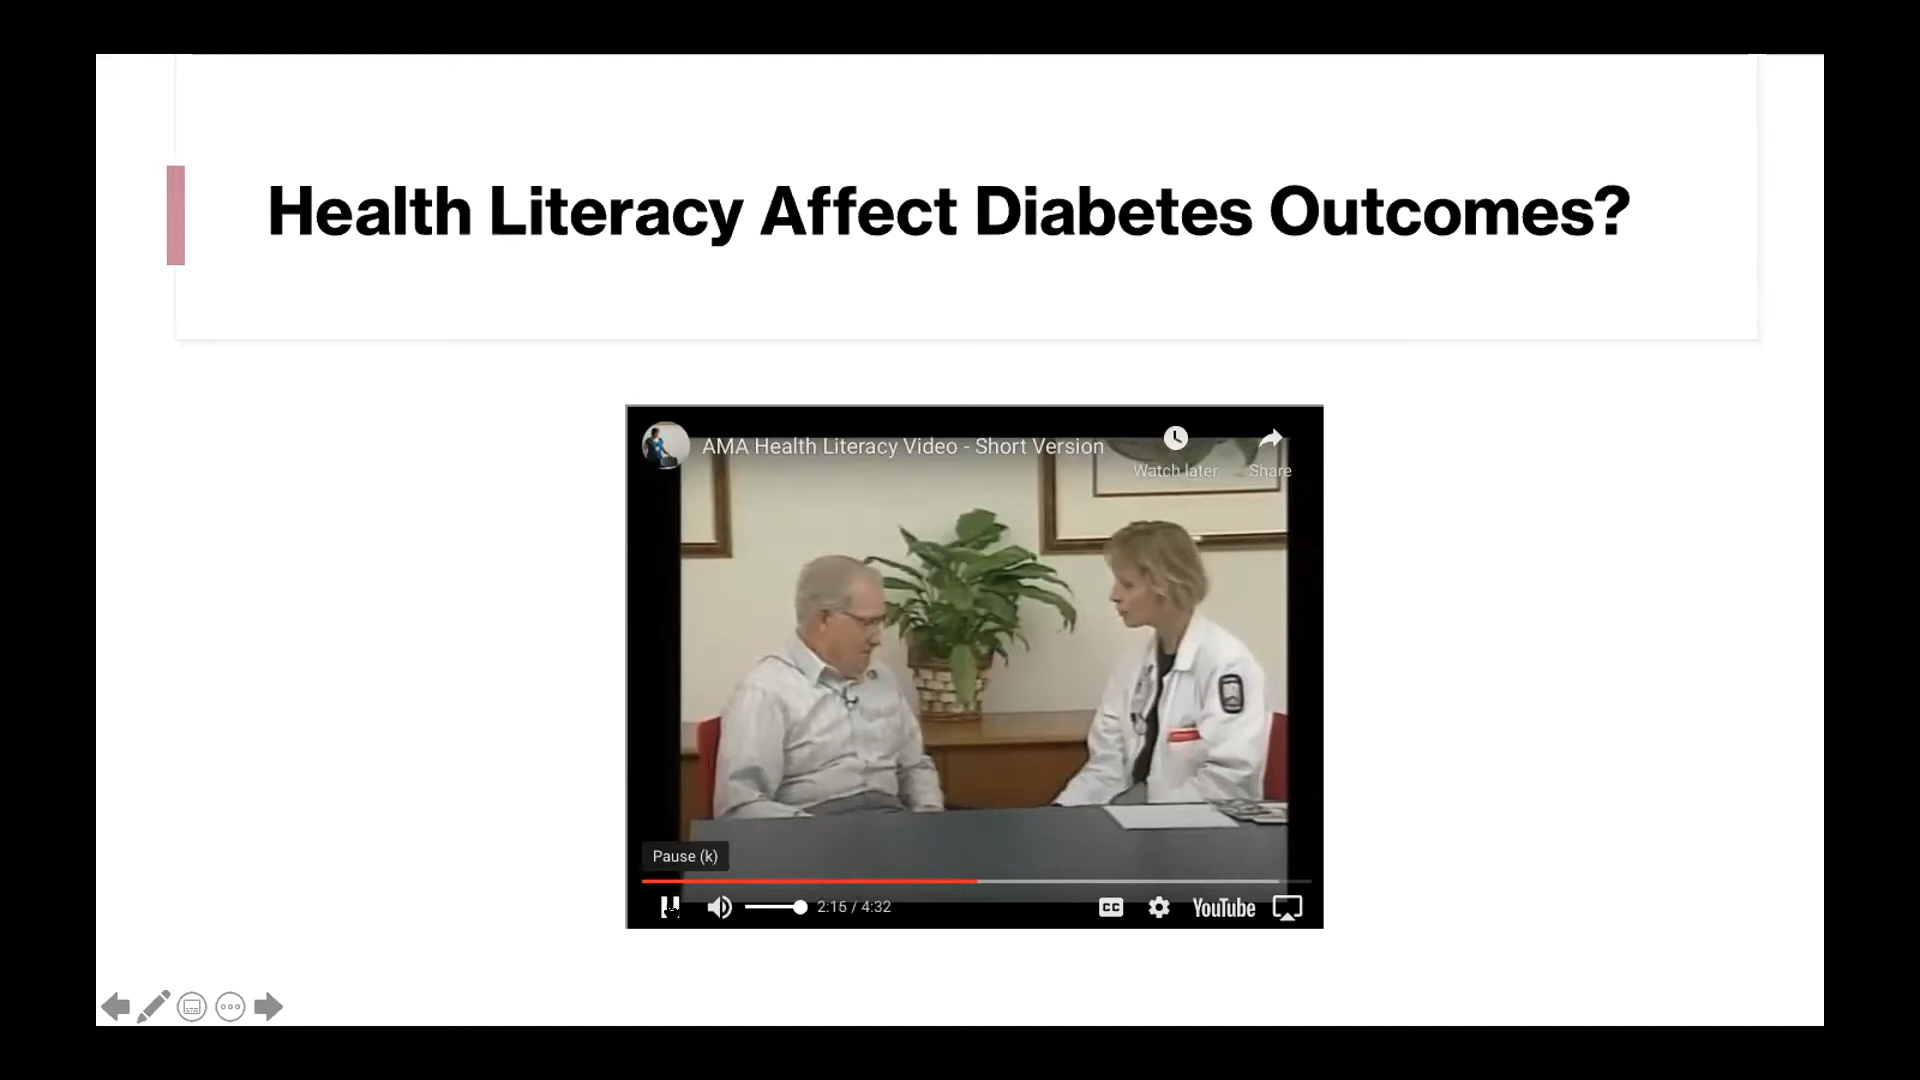 Health Literacy Affect Diabetes Outcomes?
AMA Health Literacy Video - Short Version
Watch later
Share
Pause (k)
2:15 / 4:32
CC
YouTube